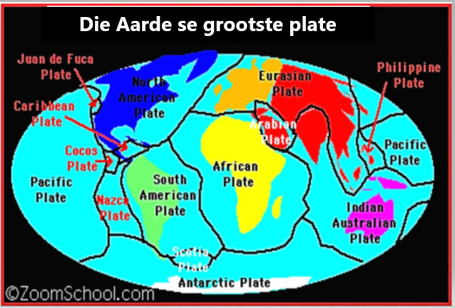 Die Aarde se grootste plate
Juan de Fuca
Plate
North
American
Plate
Eurasian
Plate
Philippine
Plate
Caribbean
Plate
Arabian
Plate
Cocos
Plate
Pacific
Plate
African
Plate
Pacific
Plate
South
American
Plate
Nazca
Plate
Indian
Australian
Plate
Scotia
Plate
Antarctic Plate
©ZoomSchool.com